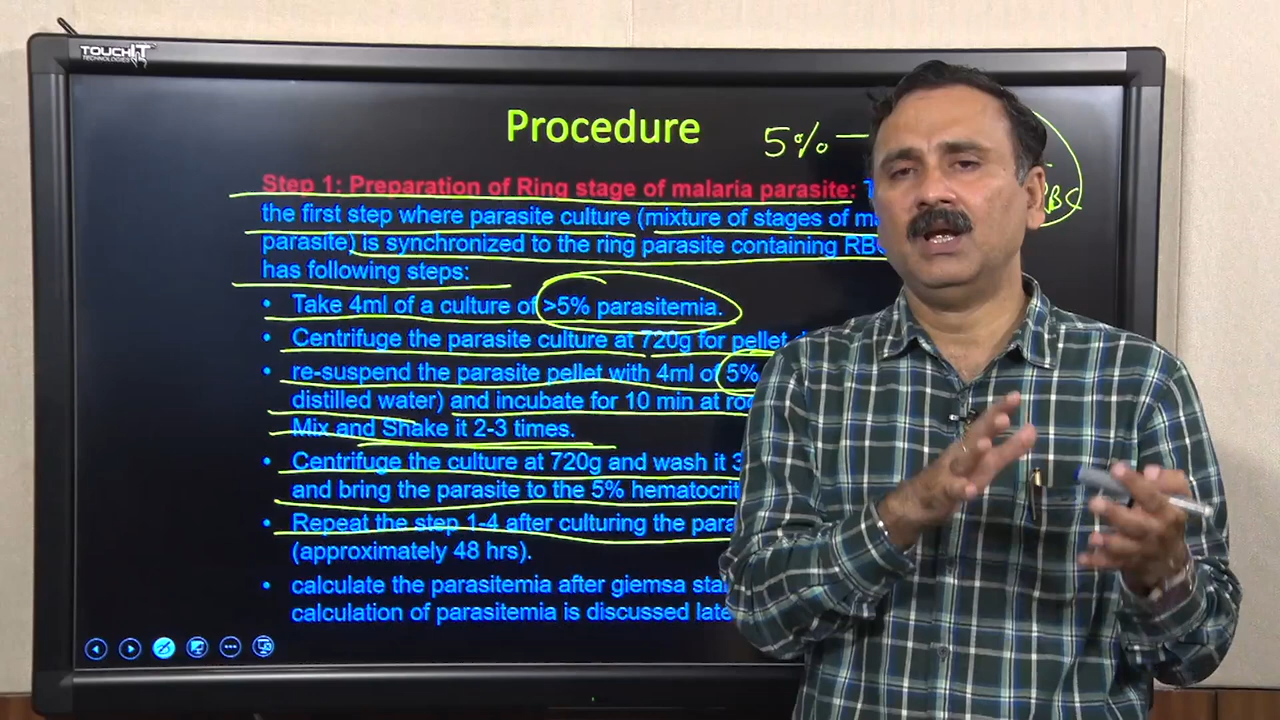 TOUCHIT
TECHNOLOGIES
Procedure
5% —
RBC
Step 1: Preparation of Ring stage of malaria parasite:
the first step where parasite culture (mixture of stages of
parasite) is synchronized to the ring parasite containing
has following steps:
• Take 4ml of a culture of >5% parasitemia.
• Centrifuge the parasite culture at 720g for pellet
• re-suspend the parasite pellet with 4ml of 5%
distilled water) and incubate for 10 min at
Mix and Shake it 2-3 times.
• Centrifuge the culture at 720g and wash it 3
and bring the parasite to the 5% hematocrit
• Repeat the step 1-4 after culturing the
(approximately 48 hrs).
• calculate the parasitemia after giemsa
calculation of parasitemia is discussed